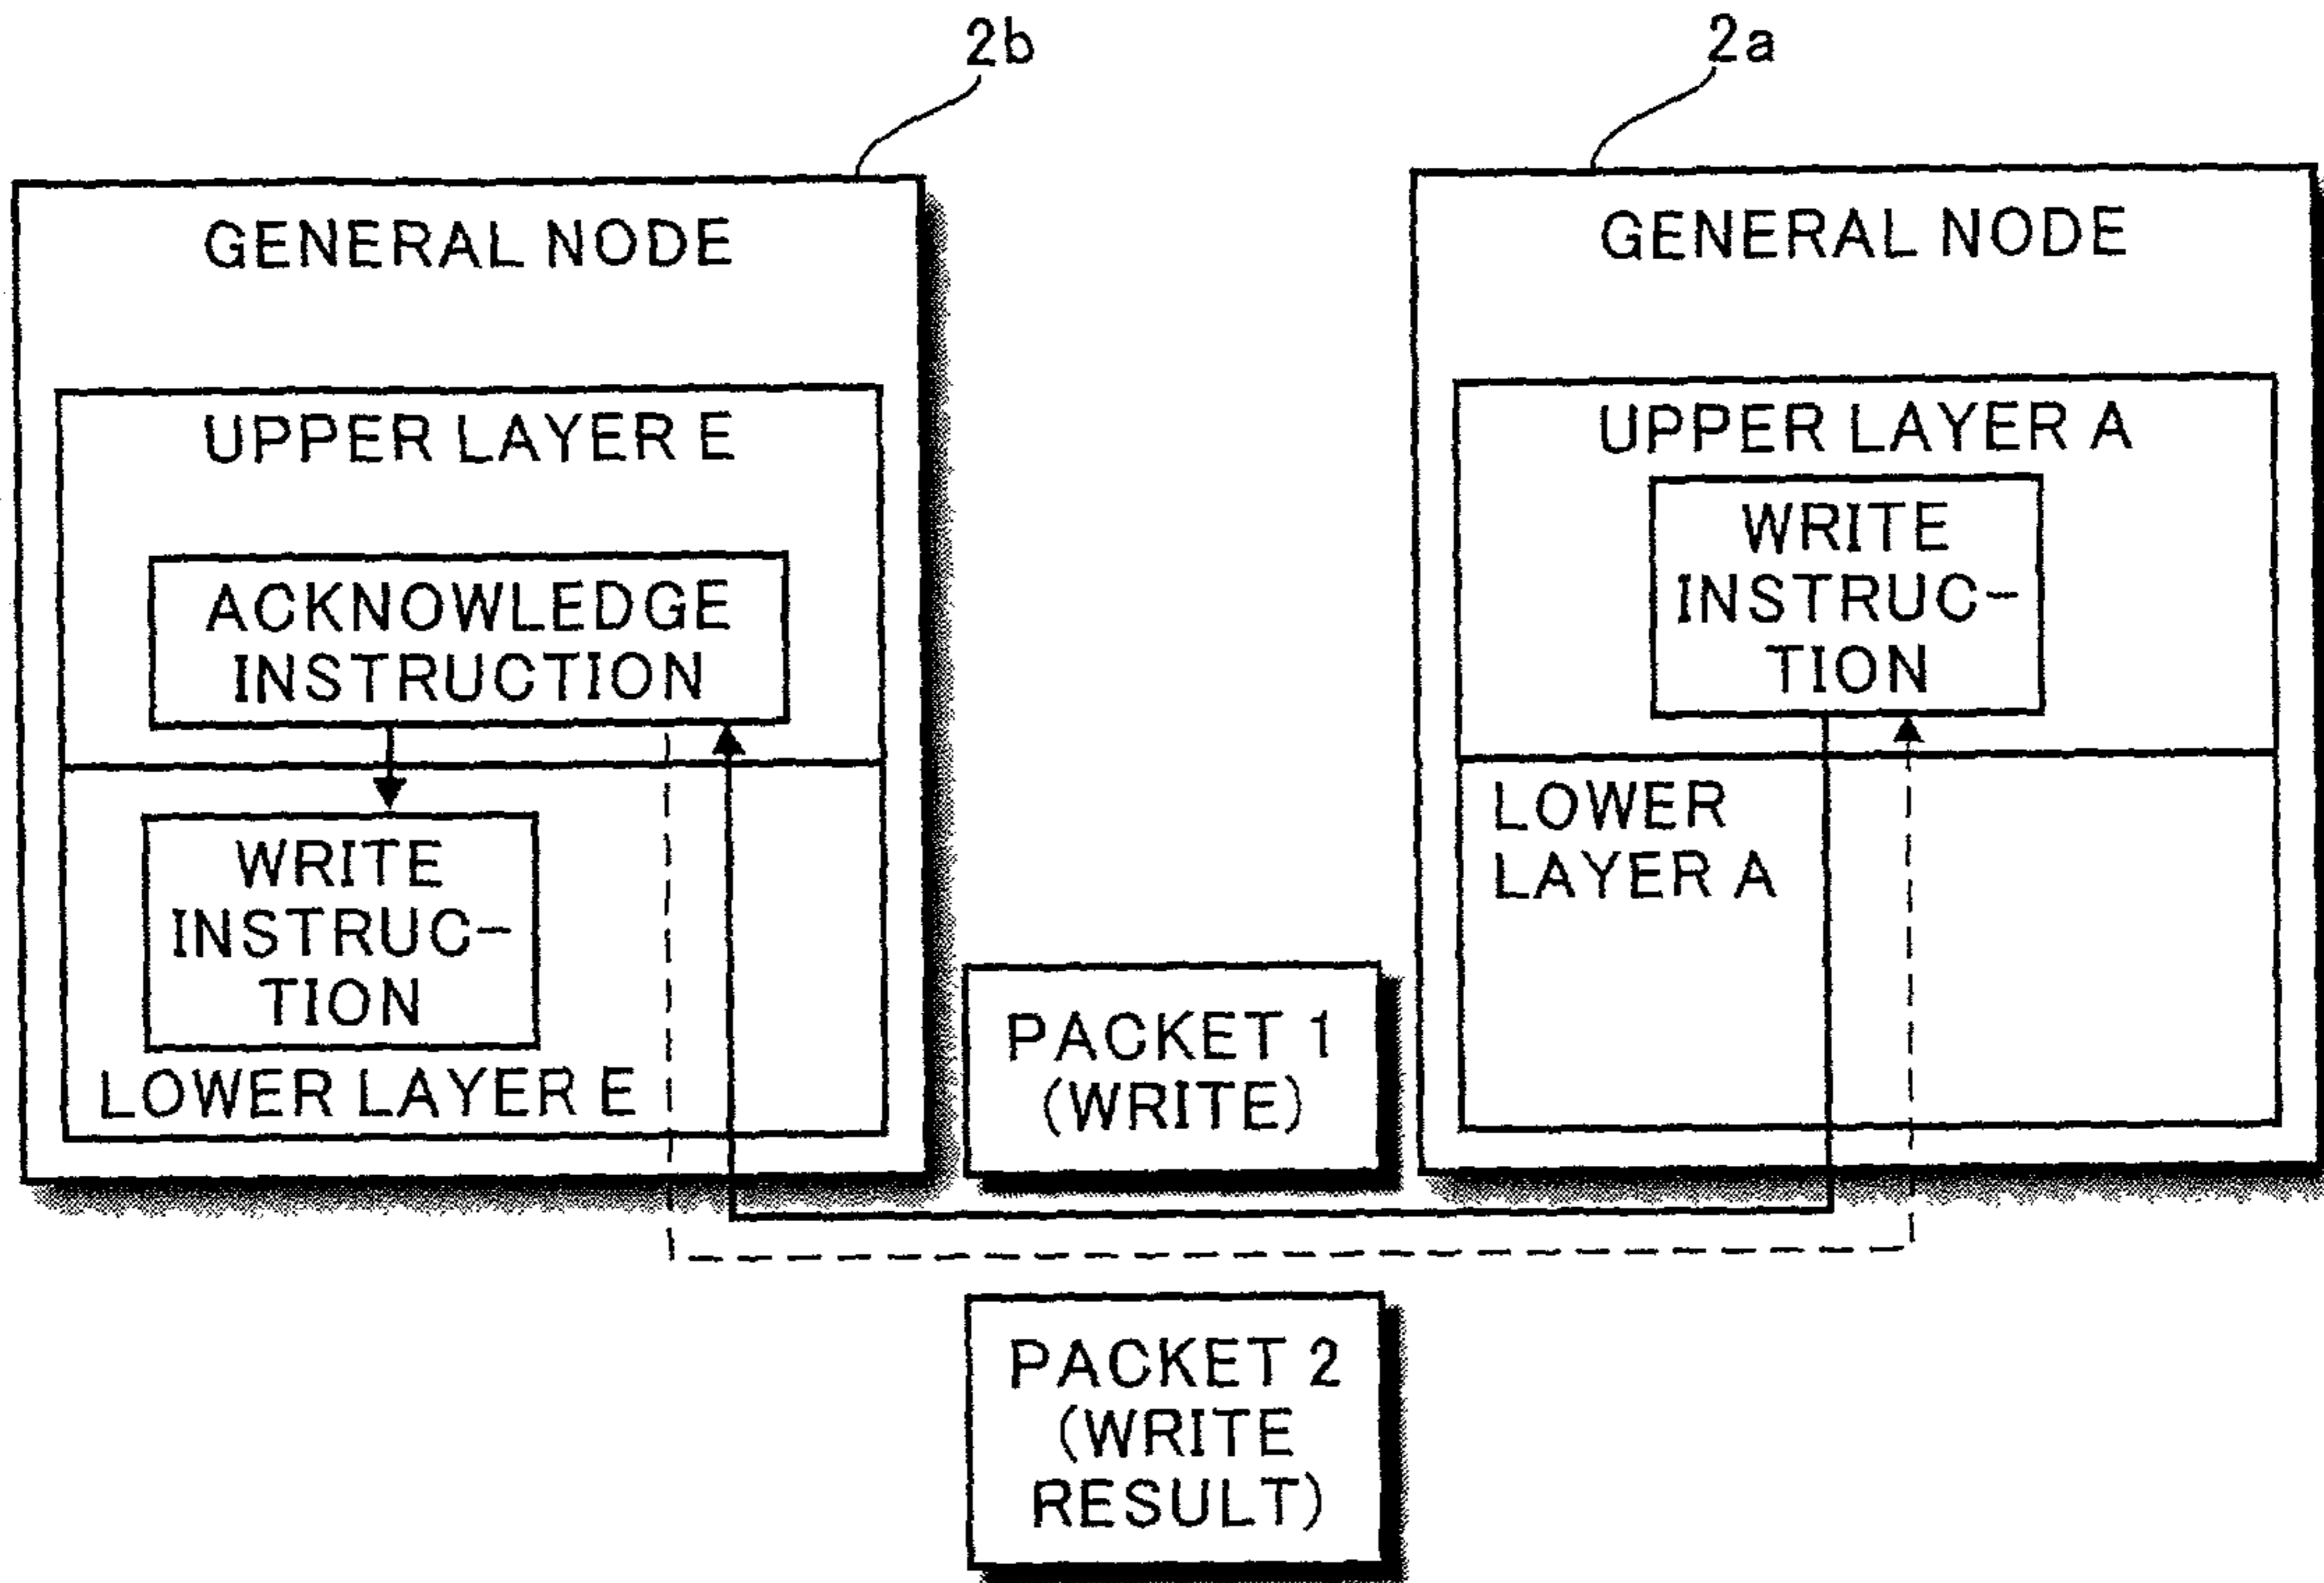 2b
GENERAL NODE
UPPER LAYER E
ACKNOWLEDGE
INSTRUCTION
WRITE
INSTRUC-
TION
LOWER LAYER E
2a
GENERAL NODE
UPPER LAYER A
WRITE
INSTRUC-
TION
LOWER
LAYER A
PACKET 1
(WRITE)
PACKET 2
(WRITE
RESULT)